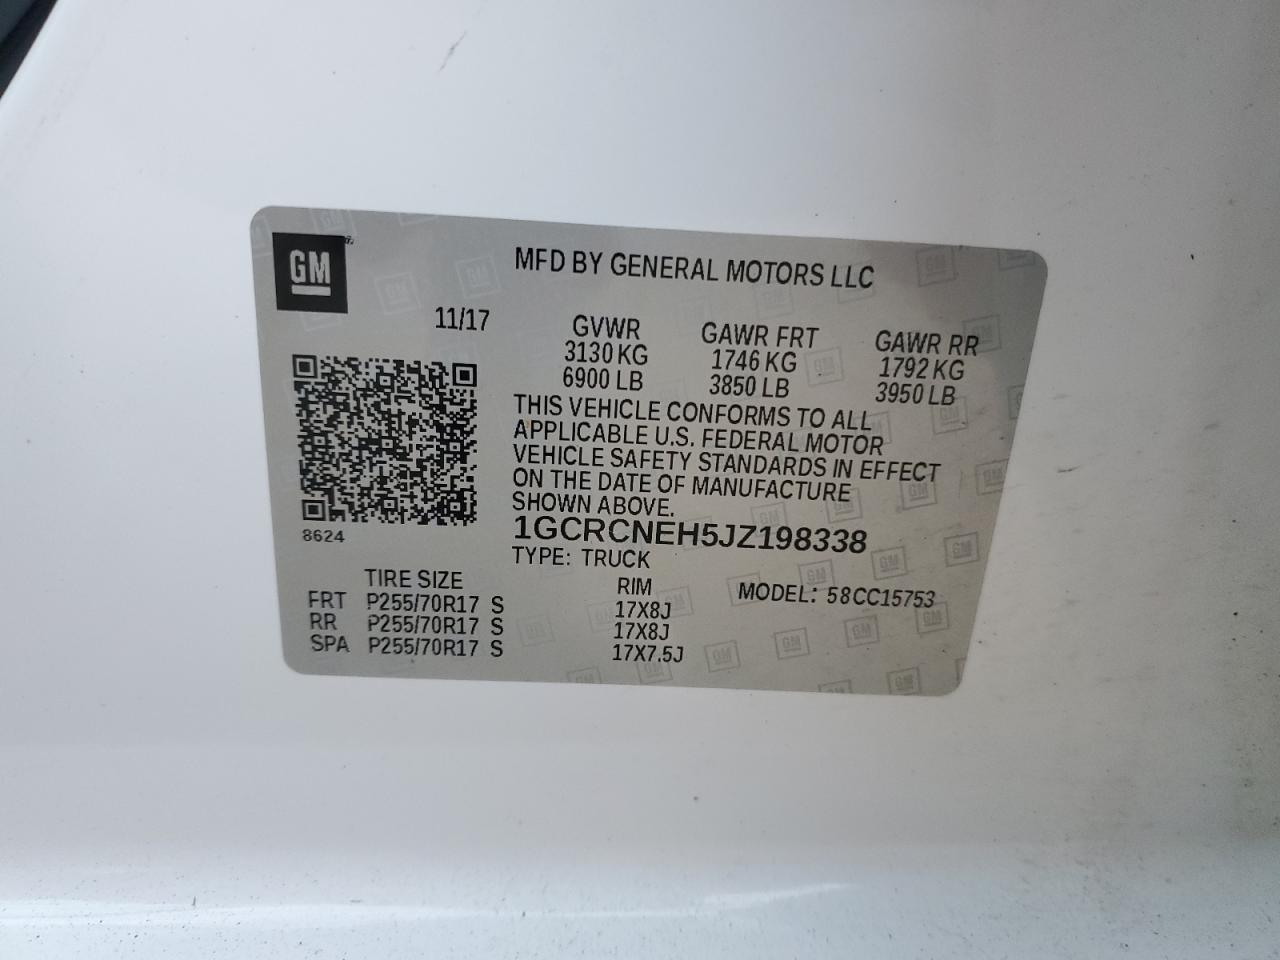 GM
MFD BY GENERAL MOTORS LLC
11/17
GVWR GAWR FRT GAWR RR
3130 KG 1746 KG 1792 KG
6900 LB 3850 LB 3950 LB
THIS VEHICLE CONFORMS TO ALL
APPLICABLE U.S. FEDERAL MOTOR
VEHICLE SAFETY STANDARDS IN EFFECT
ON THE DATE OF MANUFACTURE
SHOWN ABOVE.
8624
1GCRCNEH5JZ198338
TYPE: TRUCK
TIRE SIZE RIM MODEL: 58CC15753
FRT P255/70R17 S 17X8J
RR P255/70R17 S 17X8J
SPA P255/70R17 S 17X7.5J